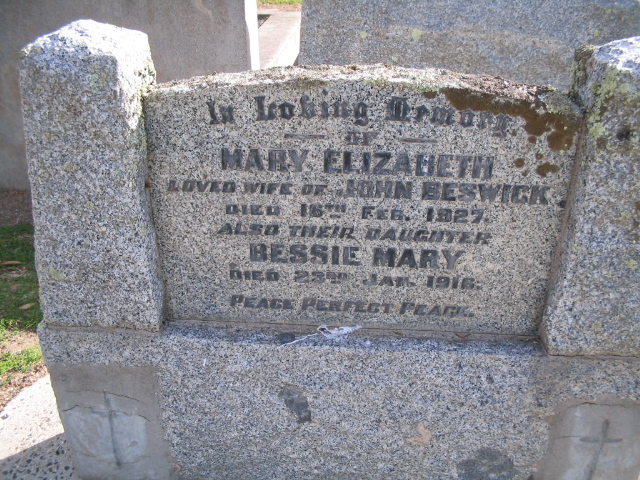 In Loving Memory
OF
MARY ELIZABETH
LOVED WIFE OF JOHN BESWICK.
DIED 16TH FEB. 1927.
ALSO THEIR DAUGHTER
BESSIE MARY
DIED 23RD JAN. 1916.
PEACE PERFECT PEACE.